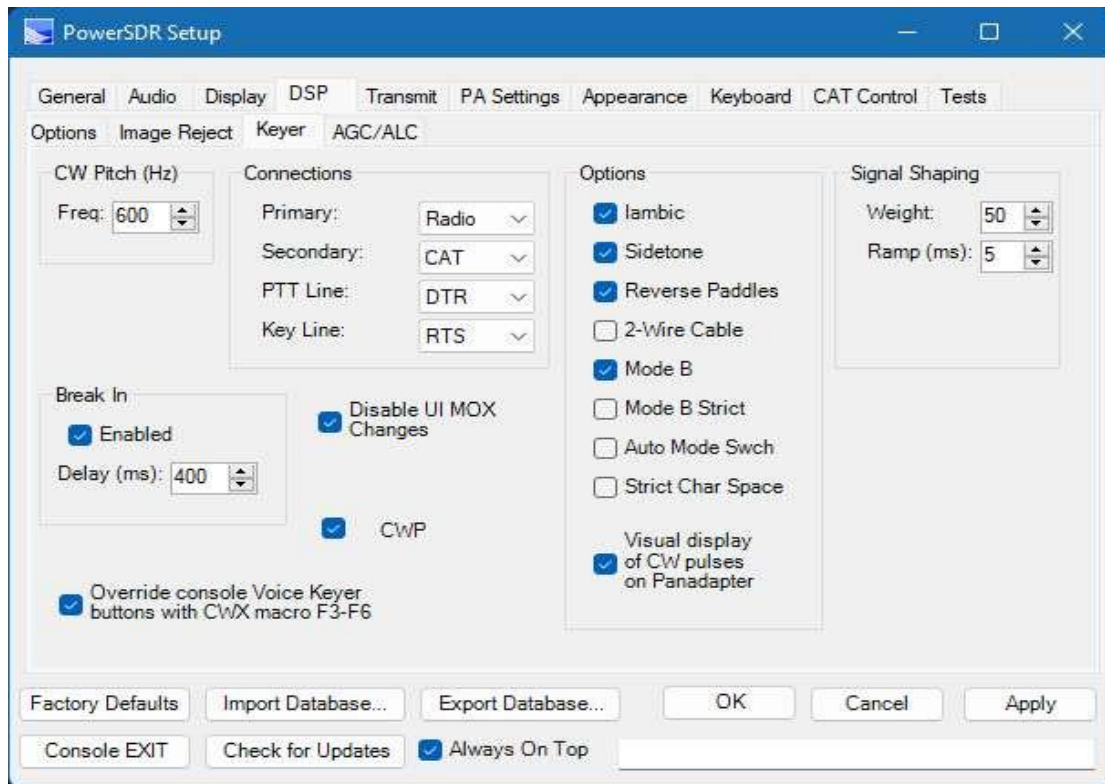 PowerSDR Setup
General Audio Display DSP Transmit PA Settings Appearance Keyboard CAT Control Tests
Options Image Reject Keyer AGC/ALC
CW Pitch (Hz)
Freq: 600
Connections
Primary: Radio
Secondary: CAT
PTT Line: DTR
Key Line: RTS
Options
Iambic
Sidetone
Reverse Paddles
2-Wire Cable
Mode B
Mode B Strict
Auto Mode Swch
Strict Char Space
Visual display
of CW pulses
on Panadapter
Signal Shaping
Weight: 50
Ramp (ms): 5
Break In
Enabled
Delay (ms): 400
Disable UI MOX
Changes
CWP
Override console Voice Keyer
buttons with CWX macro F3-F6
Factory Defaults Import Database... Export Database... OK Cancel Apply
Console EXIT Check for Updates Always On Top